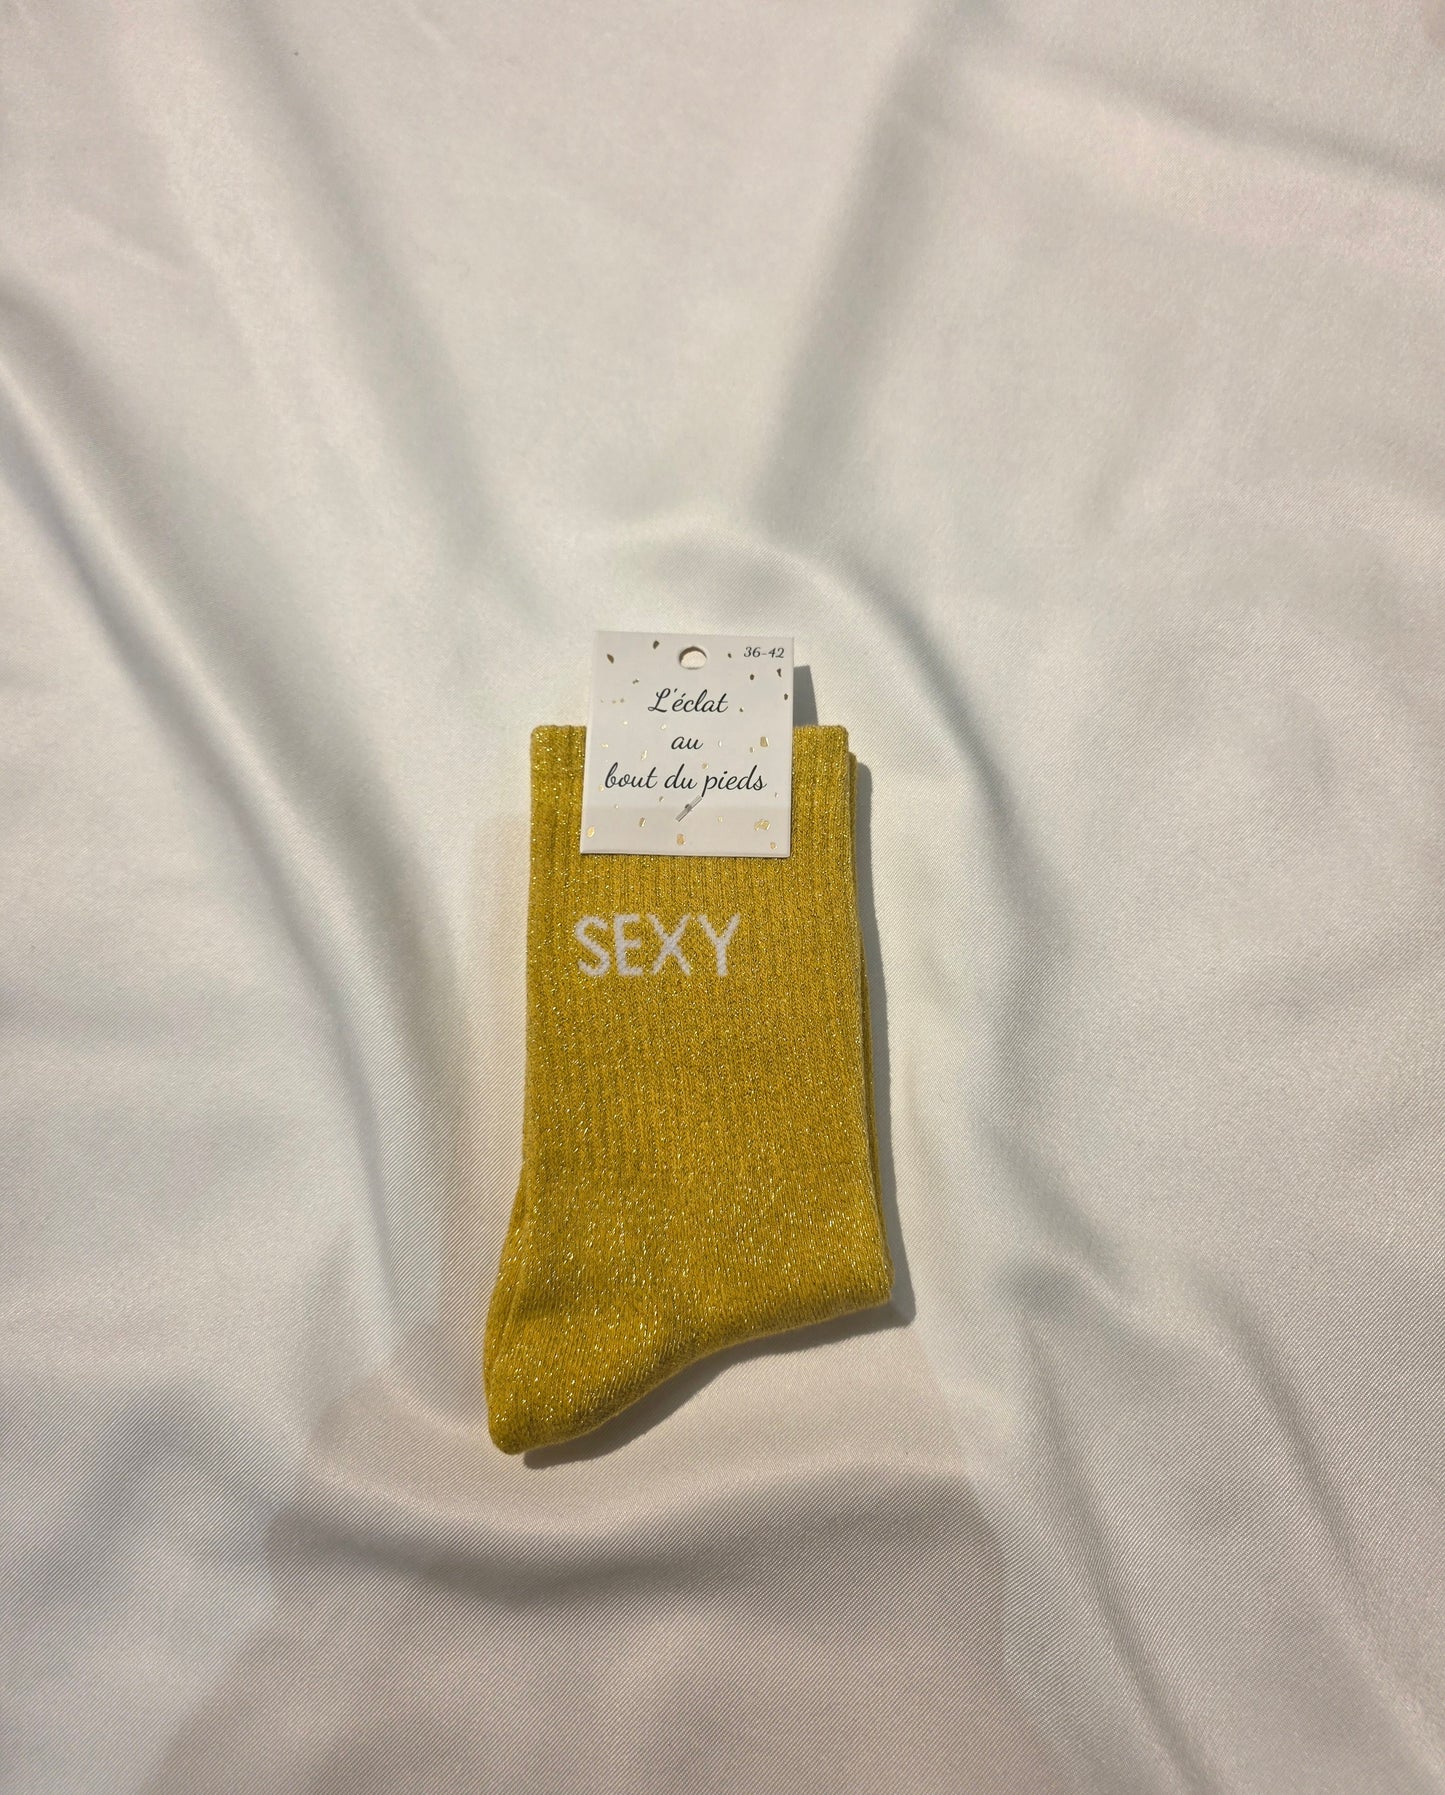 36-42
L'éclat
au
bout du pieds
SEXY